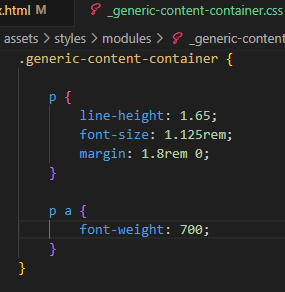 x.html M
_generic-content-container.css
assets > styles > modules > _generic-content
.generic-content-container {
p {
line-height: 1.65;
font-size: 1.125rem;
margin: 1.8rem 0;
}
p a {
font-weight: 700;
}
}